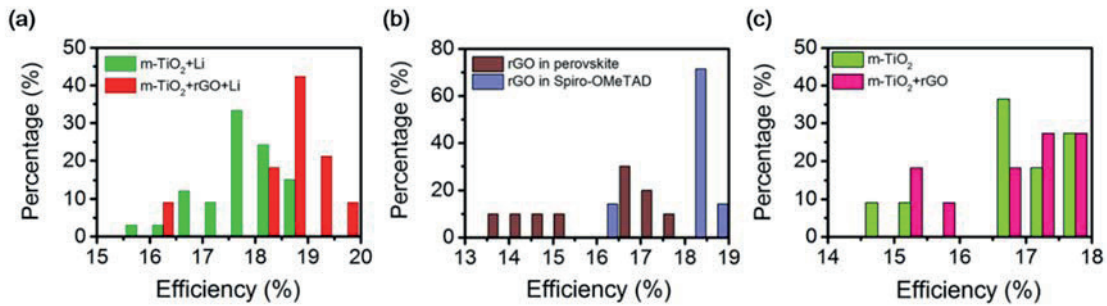 (a)
Percentage (%)
50
40
30
20
10
0
m-TiO₂+Li
m-TiO₂+rGO+Li
15 16 17 18 19 20
Efficiency (%)
(b)
Percentage (%)
80
60
40
20
0
rGO in perovskite
rGO in Spiro-OMeTAD
13 14 15 16 17 18 19
Efficiency (%)
(c)
Percentage (%)
50
40
30
20
10
0
m-TiO₂
m-TiO₂+rGO
14 15 16 17 18
Efficiency (%)